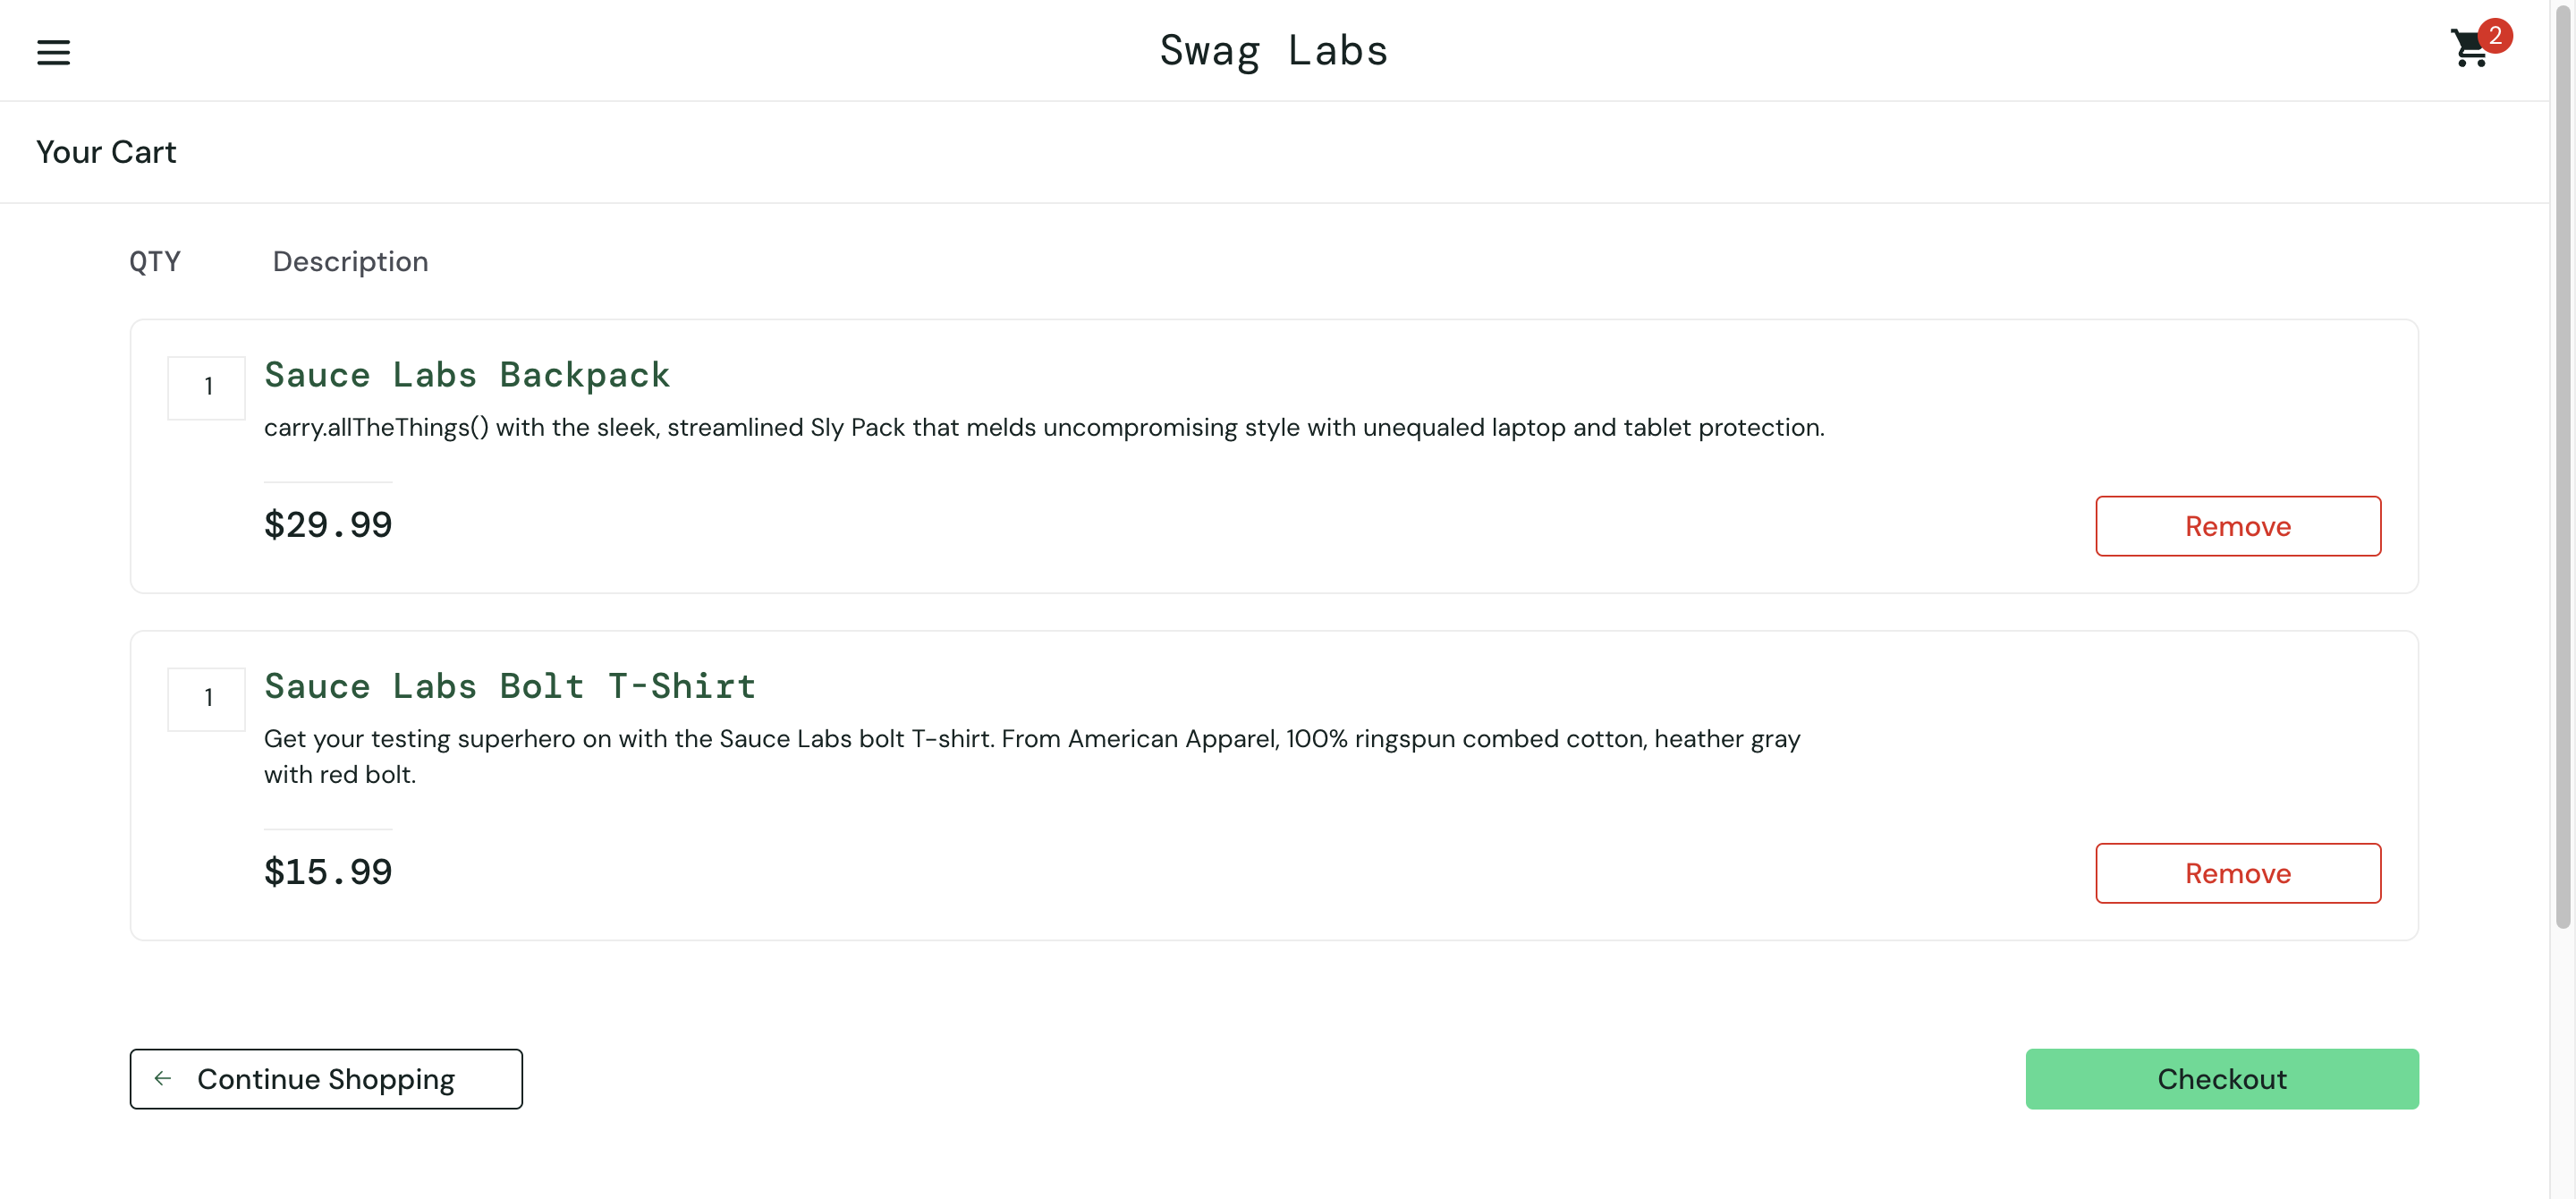 Swag Labs
2
Your Cart
QTY Description
1
Sauce Labs Backpack
carry.allTheThings() with the sleek, streamlined Sly Pack that melds uncompromising style with unequaled laptop and tablet protection.
$29.99
Remove
1
Sauce Labs Bolt T-Shirt
Get your testing superhero on with the Sauce Labs bolt T-shirt. From American Apparel, 100% ringspun combed cotton, heather gray
with red bolt.
$15.99
Remove
Continue Shopping
Checkout